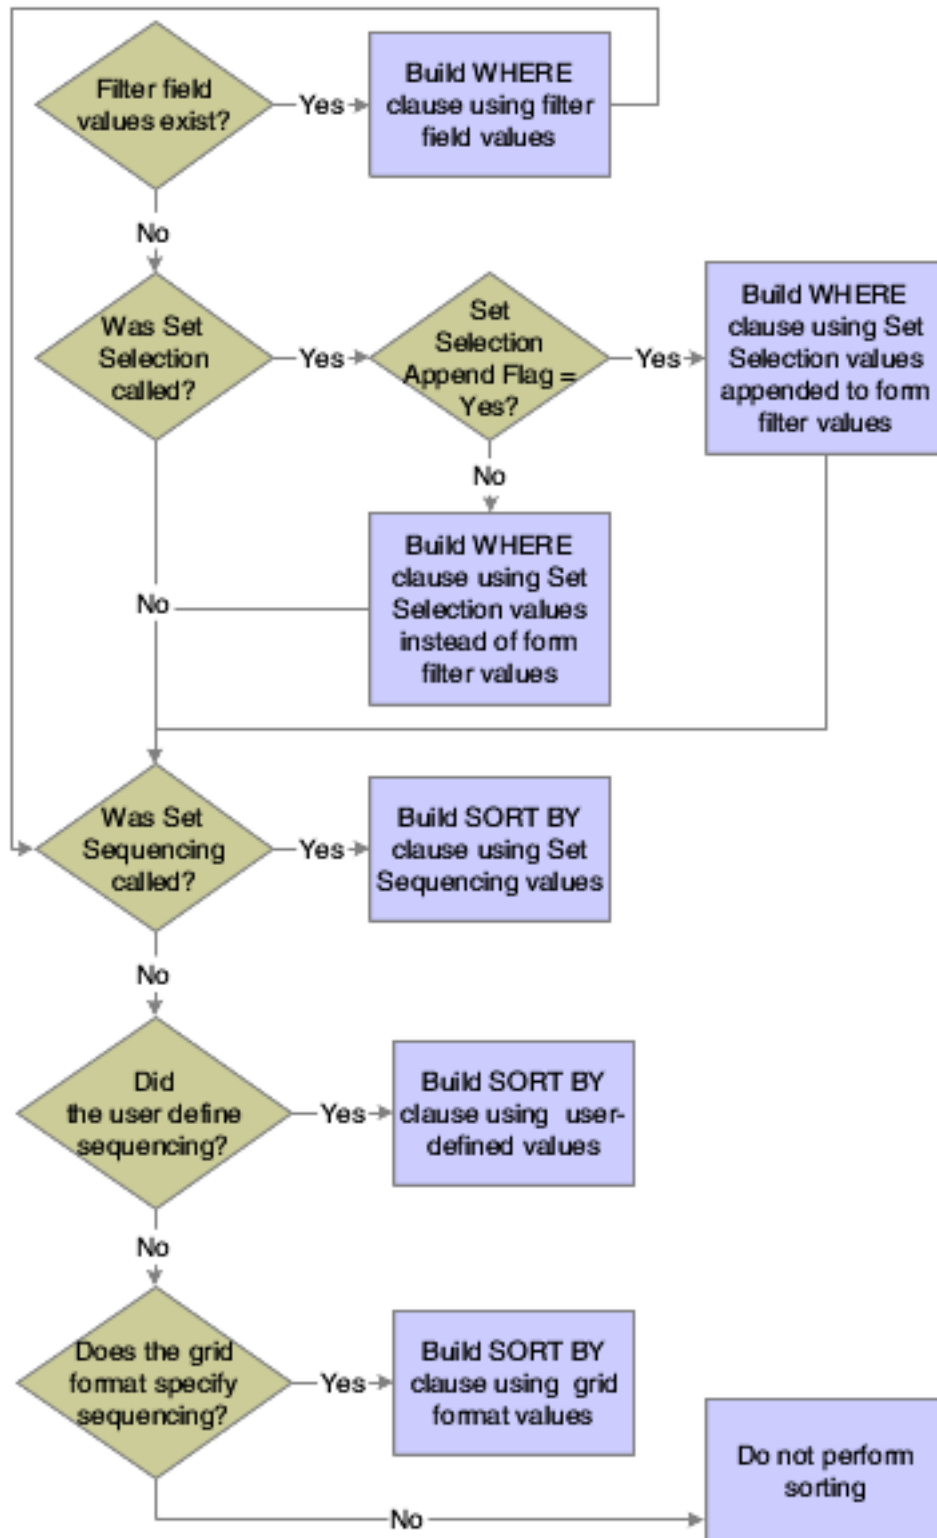 Filter field
values exist?
Yes
Build WHERE
clause using filter
field values
No
Was Set
Selection
called?
Yes
Set
Selection
Append Flag =
Yes?
Yes
Build WHERE
clause using Set
Selection values
appended to form
filter values
No
Build WHERE
clause using Set
Selection values
instead of form
filter values
No
Was Set
Sequencing
called?
Yes
Build SORT BY
clause using Set
Sequencing values
No
Did
the user define
sequencing?
Yes
Build SORT BY
clause using user-
defined values
No
Does the grid
format specify
sequencing?
Yes
Build SORT BY
clause using grid
format values
No
Do not perform
sorting